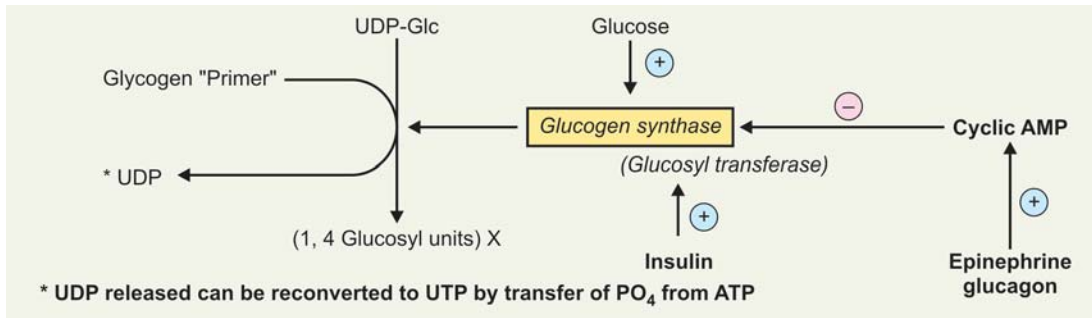 UDP-Glc
Glucose
Glycogen "Primer"
+
−
Glucogen synthase
Cyclic AMP
(Glucosyl transferase)
* UDP
+
+
(1, 4 Glucosyl units) X
Insulin
Epinephrine
glucagon
* UDP released can be reconverted to UTP by transfer of PO₄ from ATP